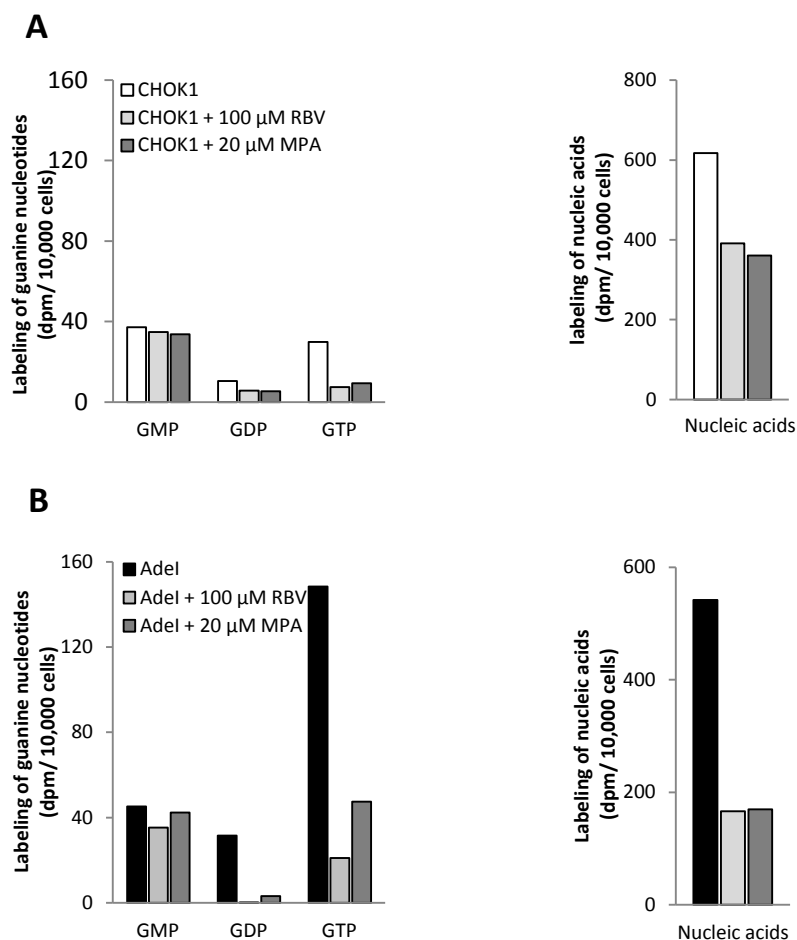 A
Labeling of guanine nucleotides
(dpm/ 10,000 cells)
160
120
80
40
0
CHOK1
CHOK1 + 100 µM RBV
CHOK1 + 20 µM MPA
GMP GDP GTP
labeling of nucleic acids
(dpm/ 10,000 cells)
800
600
400
200
0
Nucleic acids
B
Labeling of guanine nucleotides
(dpm/ 10,000 cells)
160
120
80
40
0
AdeI
AdeI + 100 µM RBV
AdeI + 20 µM MPA
GMP GDP GTP
Labeling of nucleic acids
(dpm/ 10,000 cells)
600
400
200
0
Nucleic acids